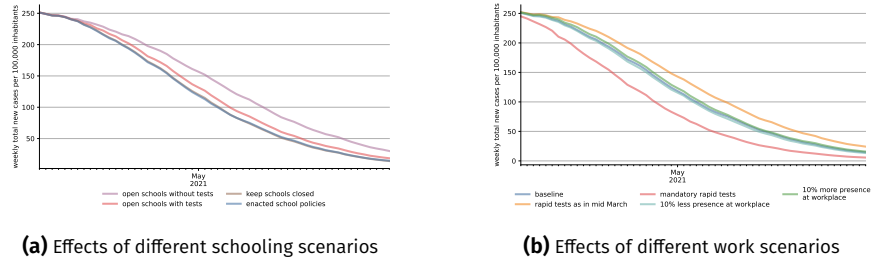 weekly total new cases per 100,000 inhabitants
250
200
150
100
50
May
2021
open schools without tests
keep schools closed
open schools with tests
enacted school policies
(a) Effects of different schooling scenarios
weekly total new cases per 100,000 inhabitants
250
200
150
100
50
0
May
2021
baseline
mandatory rapid tests
10% more presence
at workplace
rapid tests as in mid March
10% less presence at workplace
(b) Effects of different work scenarios